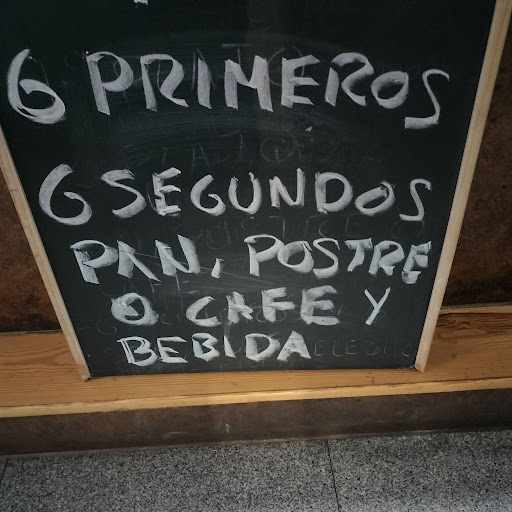 6 PRIMEROS
6 SEGUNDOS
PAN, POSTRE
O CAFE Y
BEBIDA